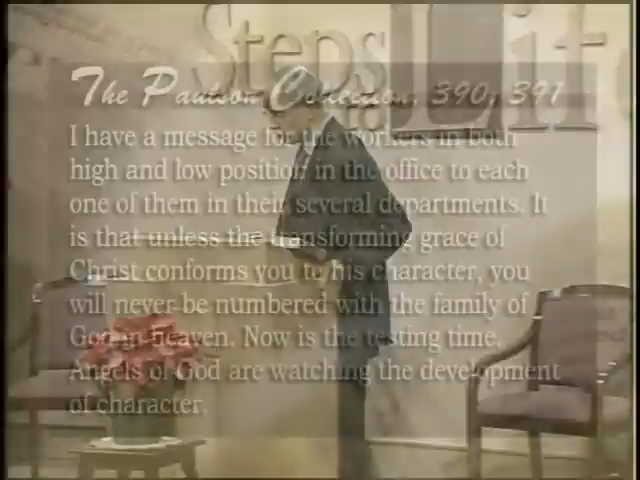 Steps to Life
The Paulson Collection, 390, 391
I have a message for the workers in both
high and low position in the office to each
one of them in their several departments. It
is that unless the transforming grace of
Christ conforms you to his character, you
will never be numbered with the family of
God in heaven. Now is the testing time.
Angels of God are watching the development
of character.